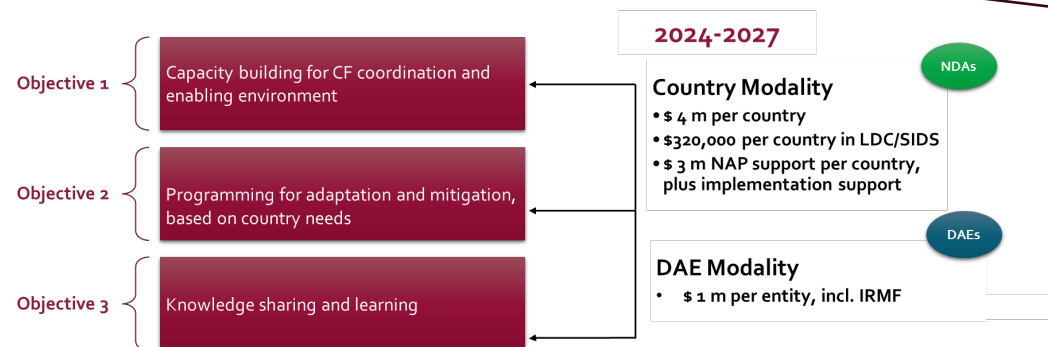 Objective 1
Capacity building for CF coordination and
enabling environment
Objective 2
Programming for adaptation and mitigation,
based on country needs
Objective 3
Knowledge sharing and learning
2024-2027
NDAs
Country Modality
• $ 4 m per country
• $320,000 per country in LDC/SIDS
• $ 3 m NAP support per country,
plus implementation support
DAEs
DAE Modality
• $ 1 m per entity, incl. IRMF